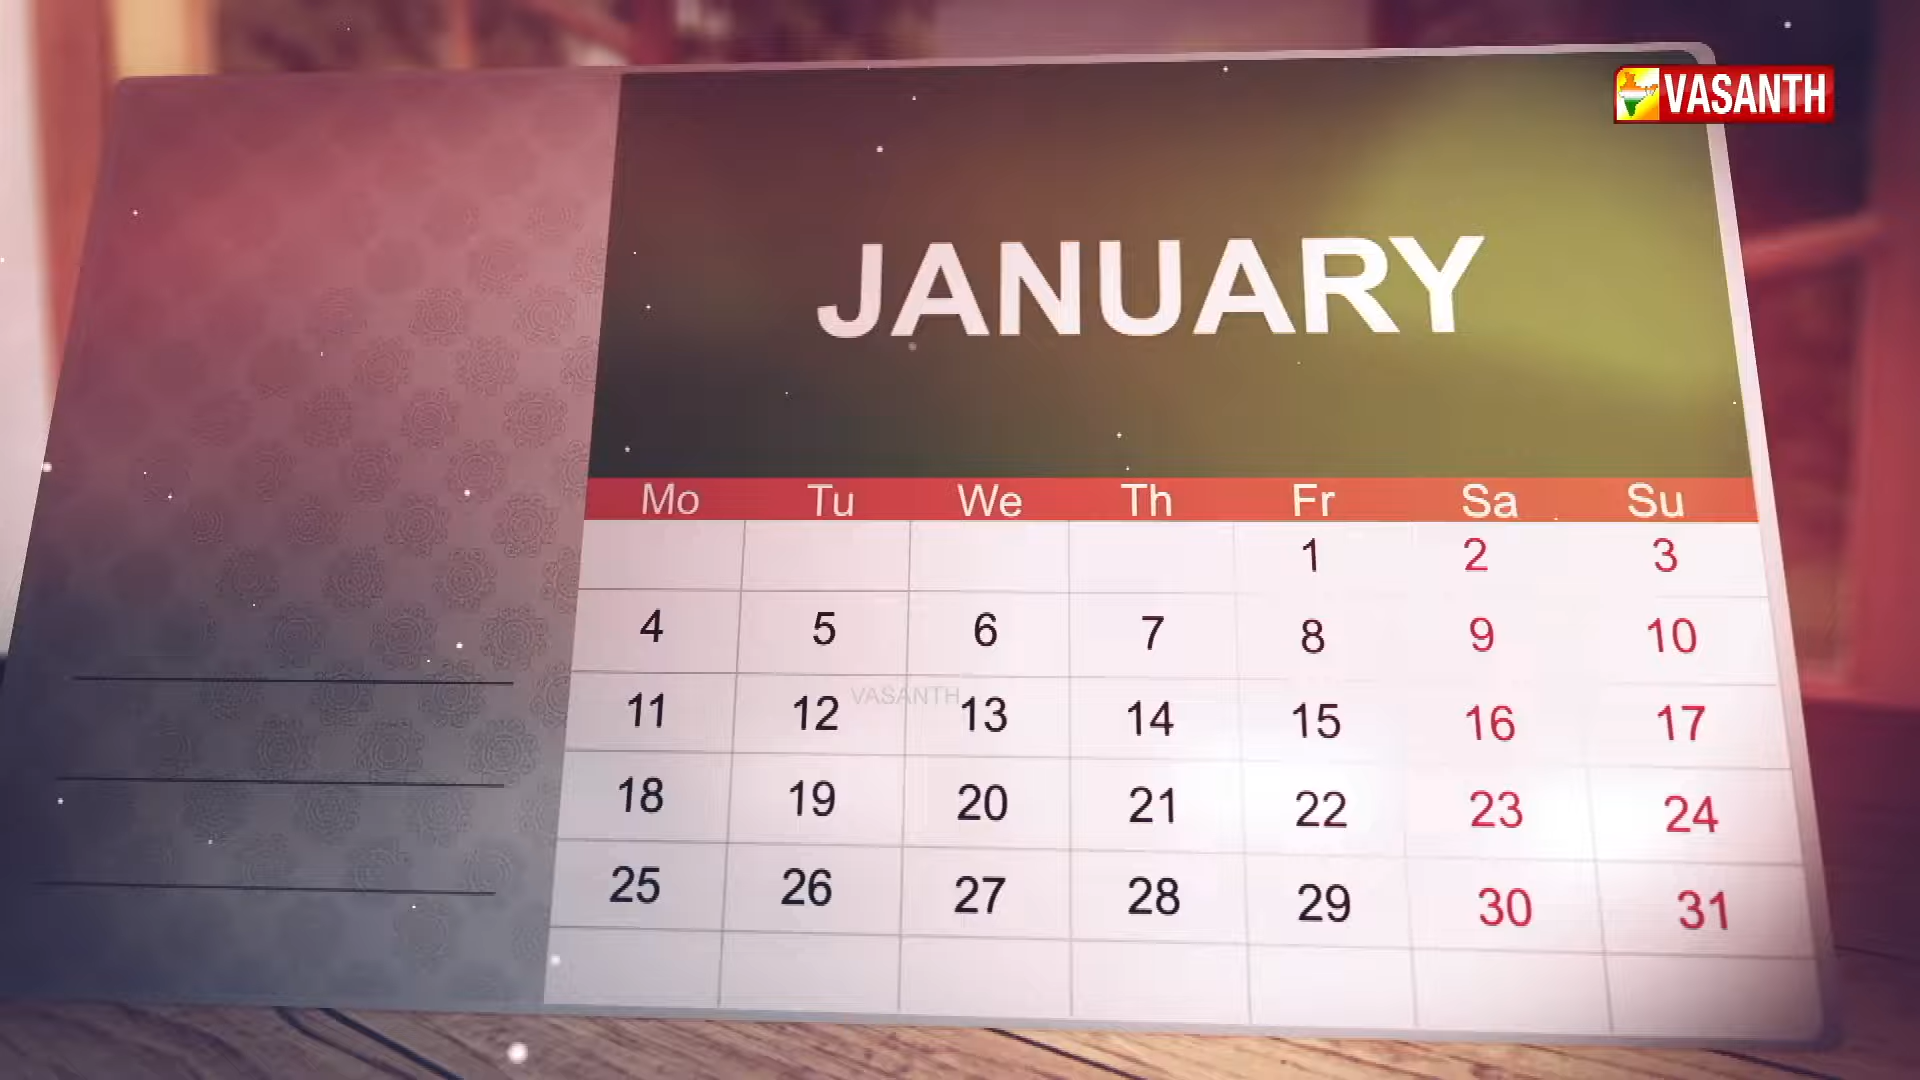 VASANTH
JANUARY
Mo Tu We Th Fr Sa Su
1 2 3
4 5 6 7 8 9 10
11 12 13 14 15 16 17
VASANTH
18 19 20 21 22 23 24
25 26 27 28 29 30 31